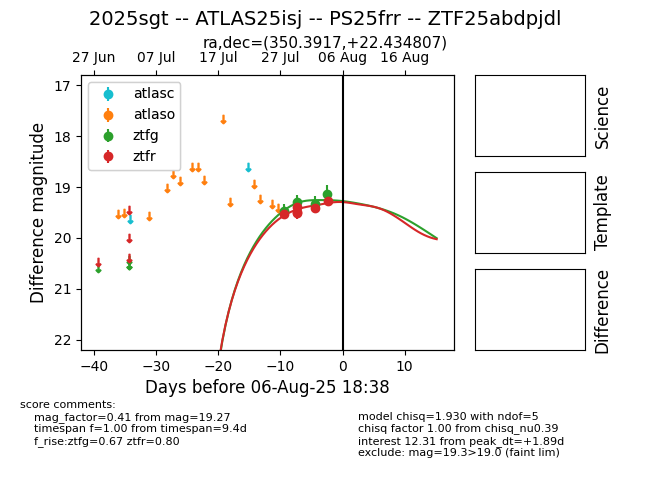 2025sgt -- ATLAS25isj -- PS25frr -- ZTF25abdpjdl
ra,dec=(350.3917,+22.434807)
27 Jun 07 Jul 17 Jul 27 Jul 06 Aug 16 Aug
17
18
19
20
21
22
Difference magnitude
atlasc
atlaso
ztfg
ztfr
−40 −30 −20 −10 0 10
Days before 06-Aug-25 18:38
Science
Template
Difference
score comments:
mag_factor=0.41 from mag=19.27
timespan f=1.00 from timespan=9.4d
f_rise:ztfg=0.67 ztfr=0.80
model chisq=1.930 with ndof=5
chisq factor 1.00 from chisq_nu0.39
interest 12.31 from peak_dt=+1.89d
exclude: mag=19.3>19.0 (faint lim)